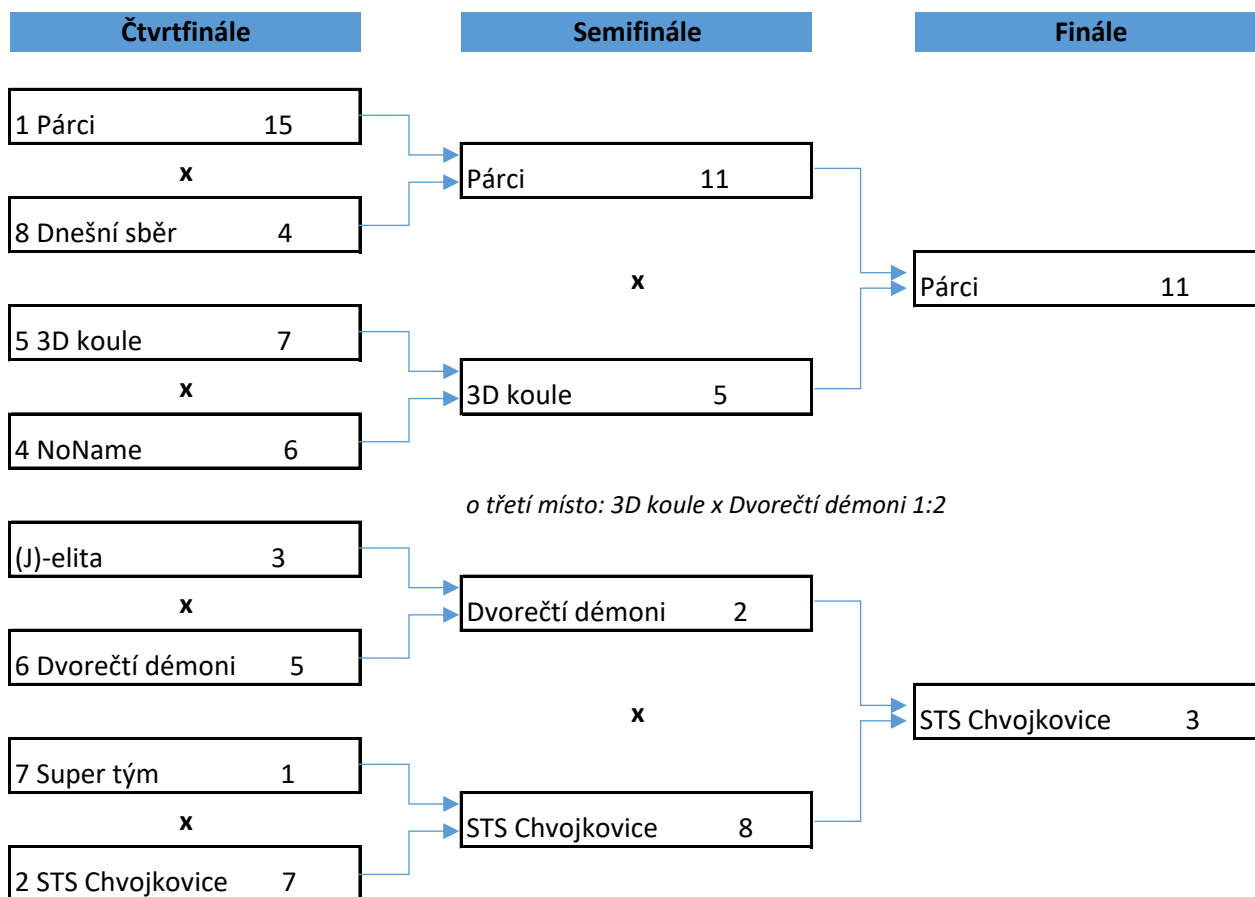 Čtvrtfinále
Semifinále
Finále
1 Párci 15
x
8 Dnešní sběr 4
5 3D koule 7
x
4 NoName 6
(J)-elita 3
x
6 Dvorečtí démoni 5
7 Super tým 1
x
2 STS Chvojkovice 7
Párci 11
x
3D koule 5
o třetí místo: 3D koule x Dvorečtí démoni 1:2
Dvorečtí démoni 2
x
STS Chvojkovice 8
Párci 11
STS Chvojkovice 3